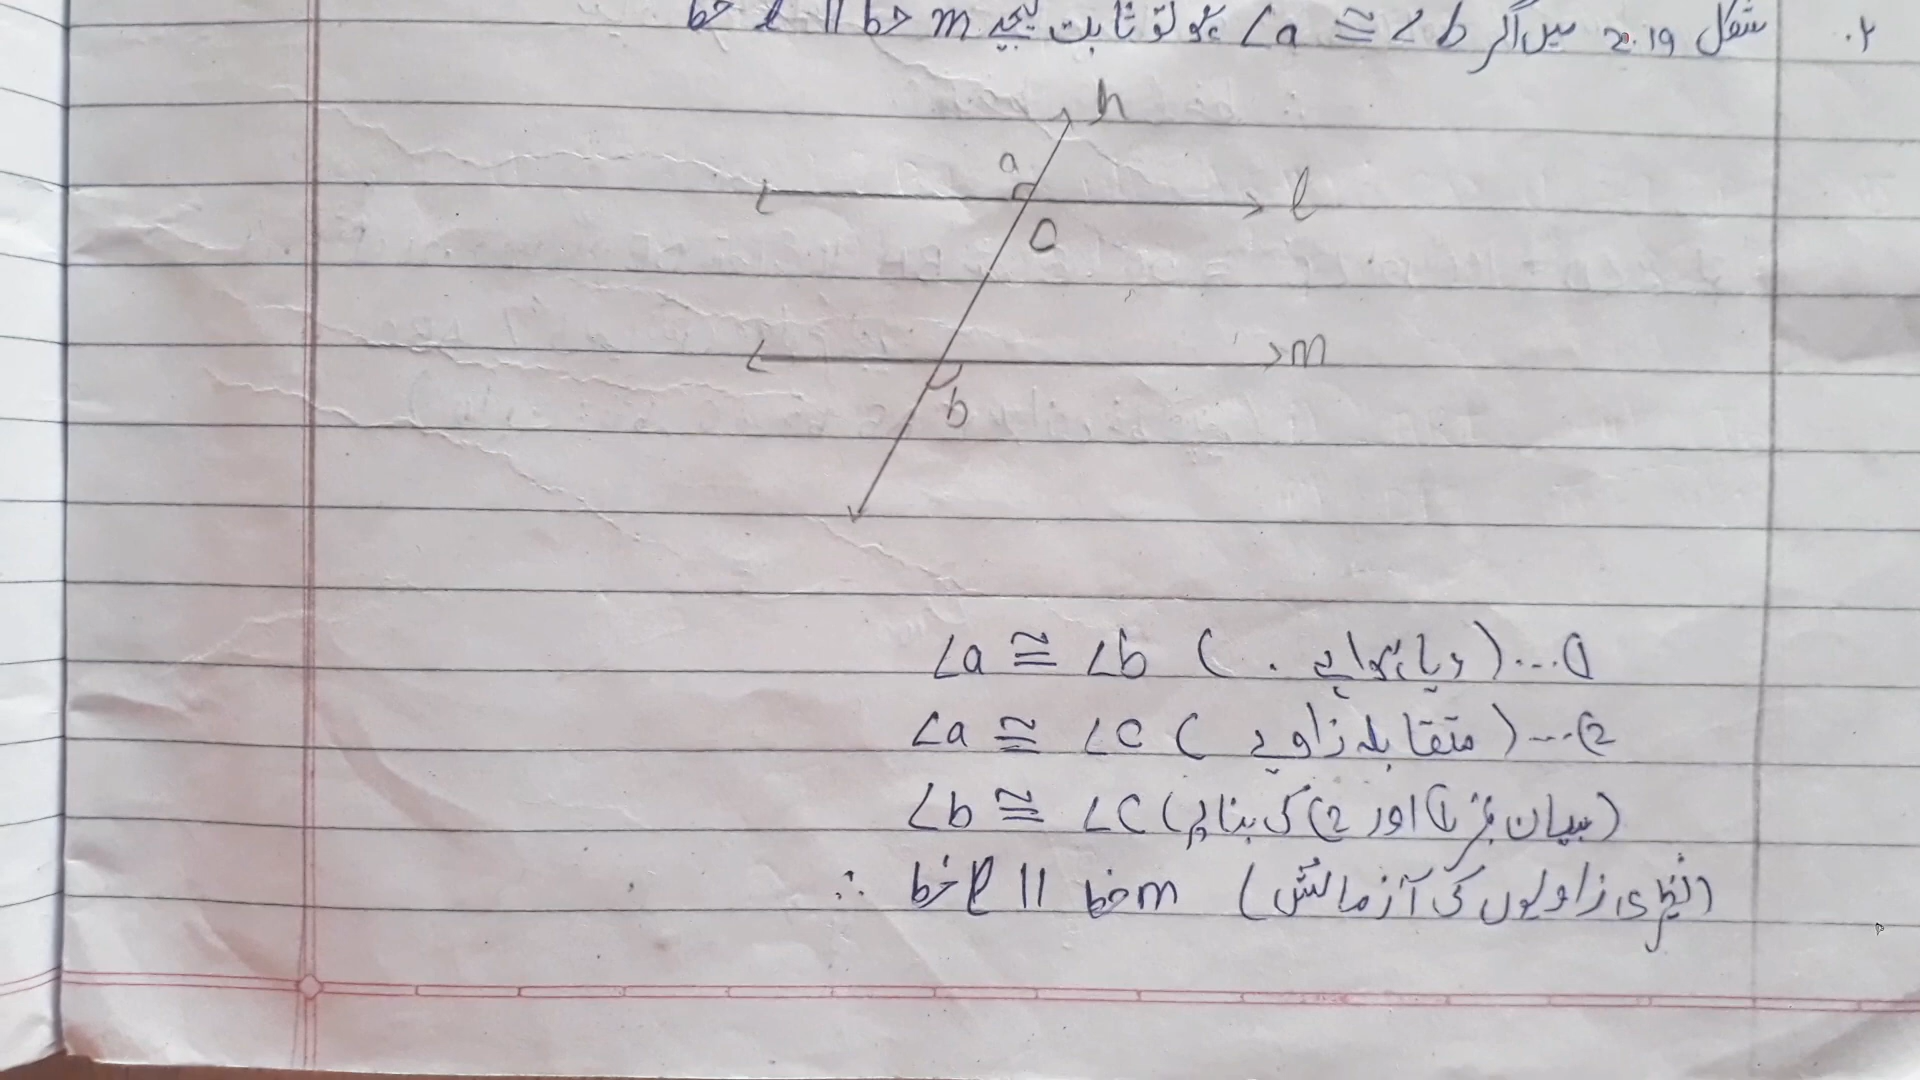 ۲. شکل 2.19 میں اگر ∠a ≅ ∠b ہو تو ثابت کیجیے خط l || خط m
n
a
l
c
m
b
∠a ≅ ∠b (دیا ہوا ہے) ...①
∠a ≅ ∠c (متقابلہ زاویے) ...②
∠b ≅ ∠c (بیان نمبر ① اور ② کی بنا پر)
∴ خط l || خط m (نظیری زاویوں کی آزمائش)